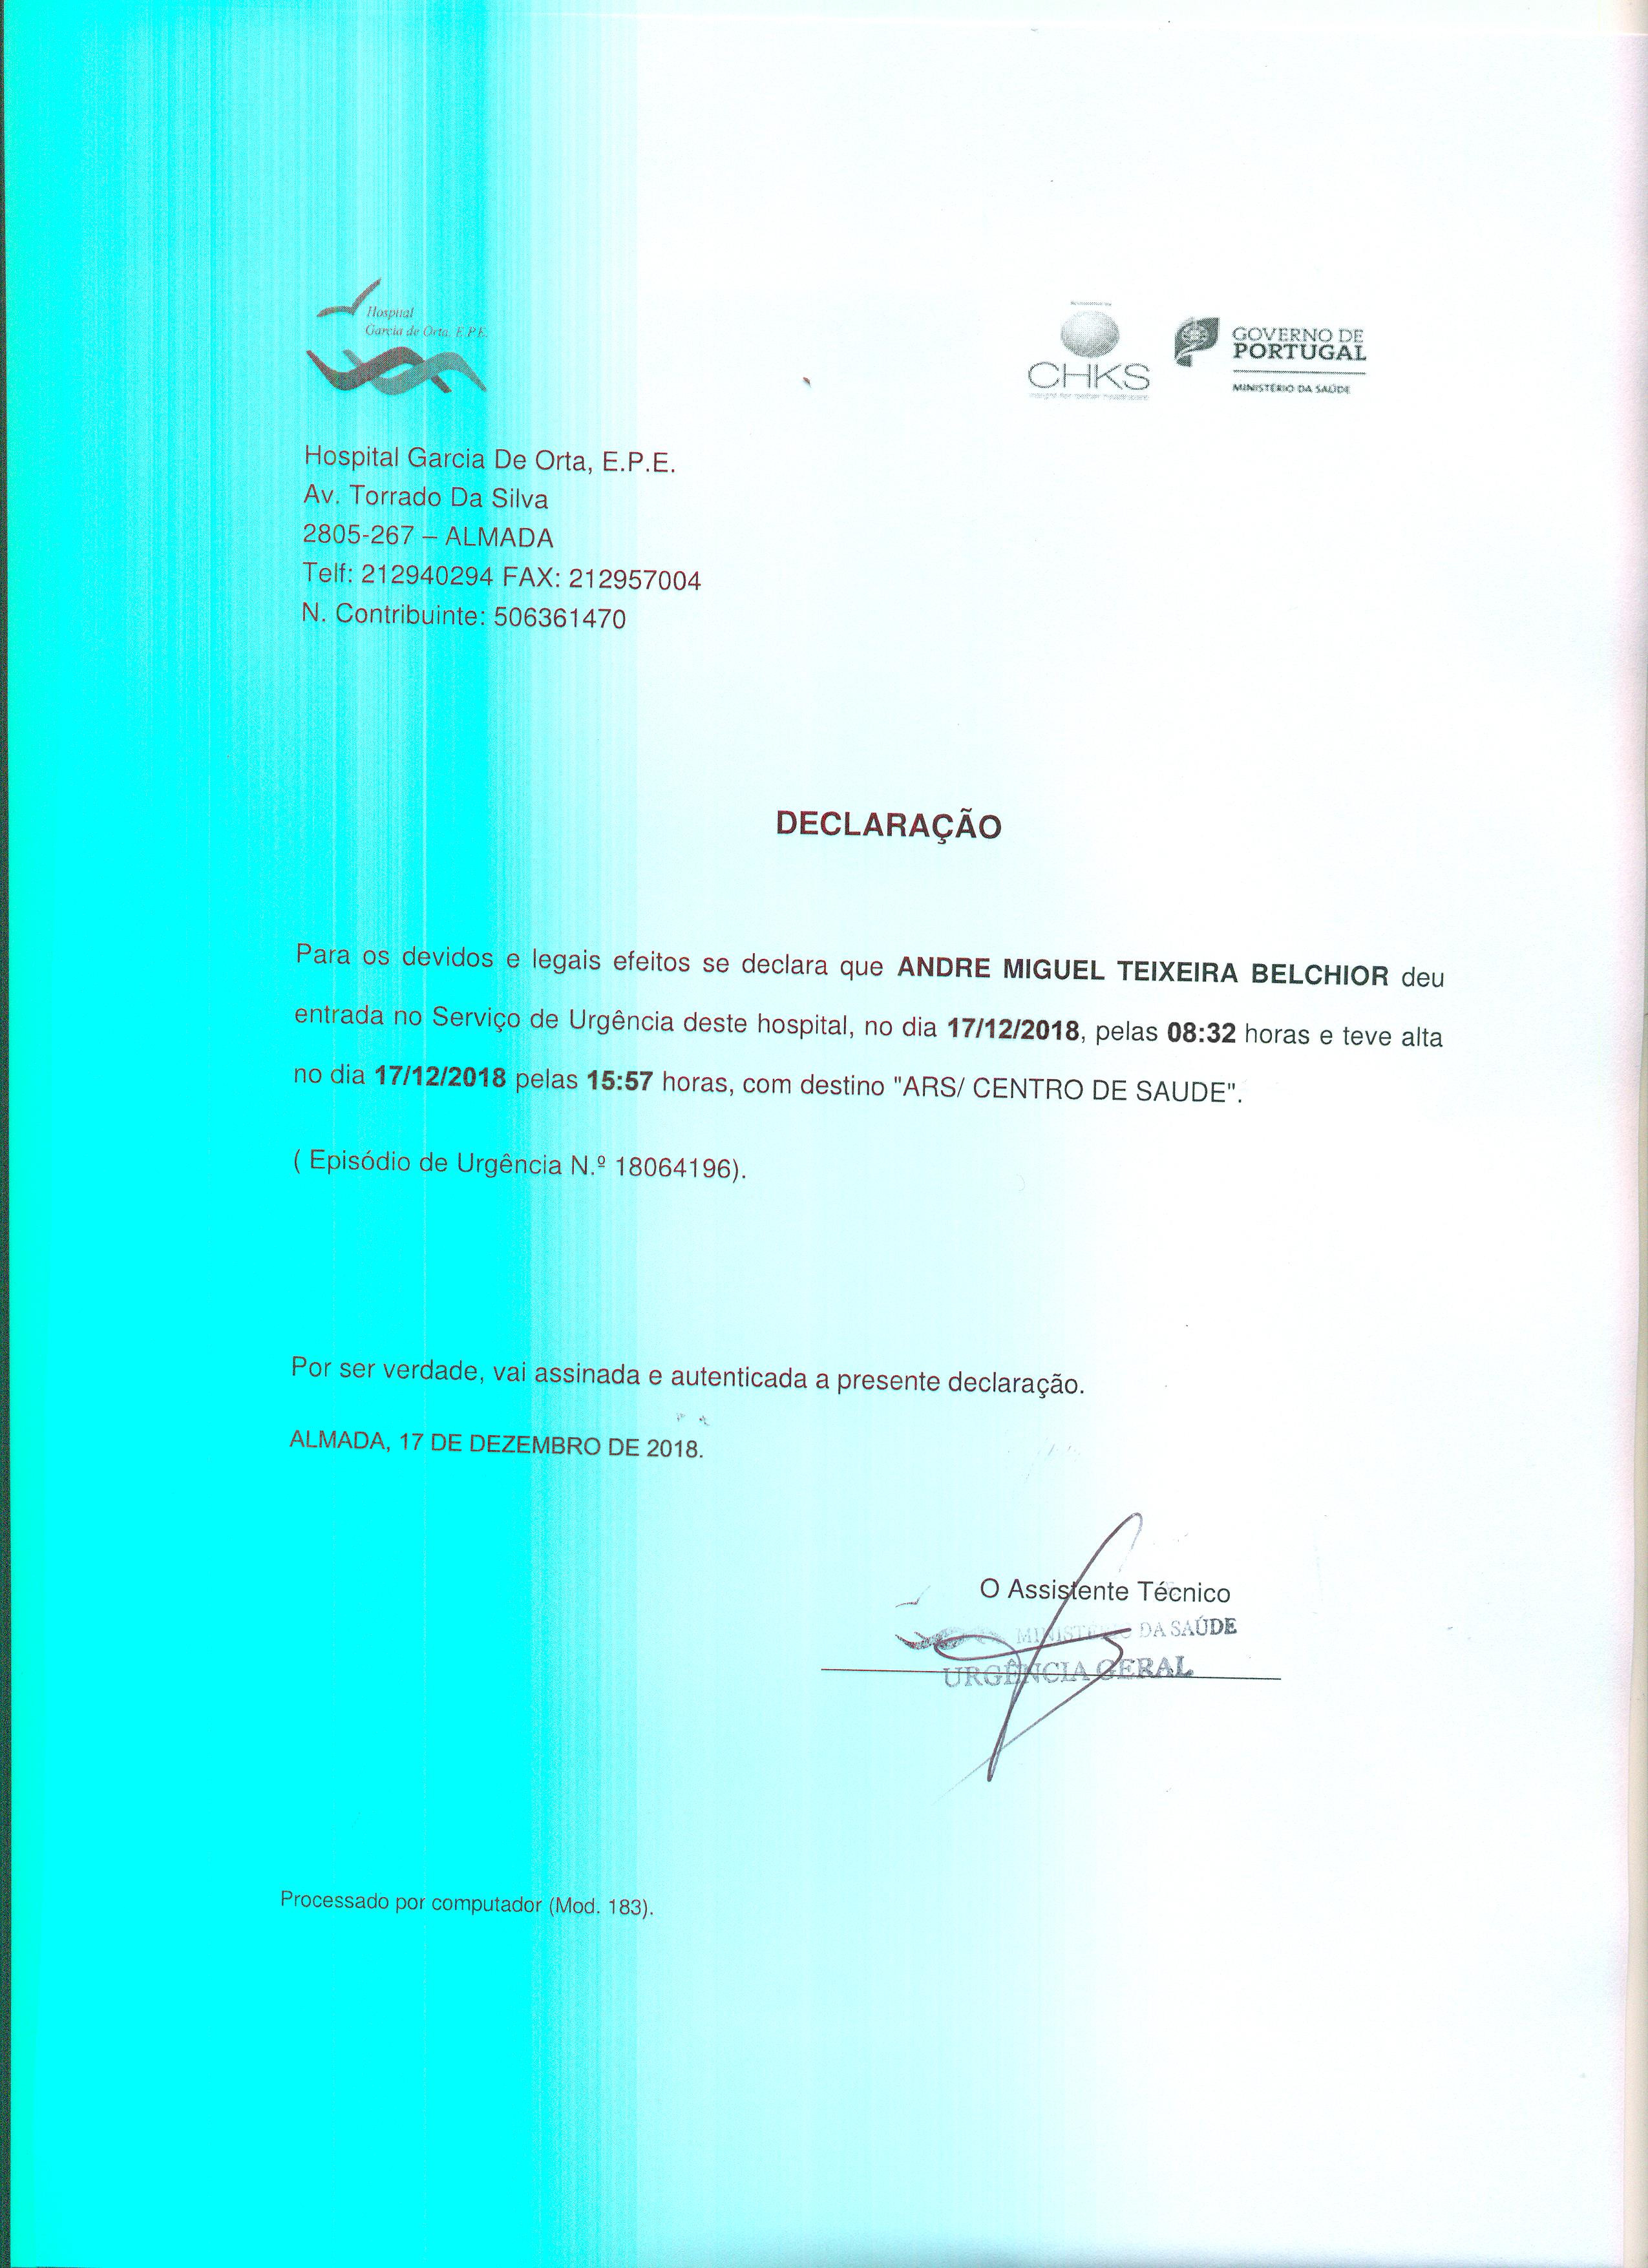 Hospital
Garcia de Orta, E.P.E.
CHKS
GOVERNO DE
PORTUGAL
MINISTÉRIO DA SAÚDE
Hospital Garcia De Orta, E.P.E.
Av. Torrado Da Silva
2805-267 – ALMADA
Telf: 212940294 FAX: 212957004
N. Contribuinte: 506361470
DECLARAÇÃO
Para os devidos e legais efeitos se declara que ANDRE MIGUEL TEIXEIRA BELCHIOR deu
entrada no Serviço de Urgência deste hospital, no dia 17/12/2018, pelas 08:32 horas e teve alta
no dia 17/12/2018 pelas 15:57 horas, com destino "ARS/ CENTRO DE SAUDE".
( Episódio de Urgência N.º 18064196).
Por ser verdade, vai assinada e autenticada a presente declaração.
ALMADA, 17 DE DEZEMBRO DE 2018.
O Assistente Técnico
MINISTÉRIO DA SAÚDE
URGÊNCIA GERAL
Processado por computador (Mod. 183).